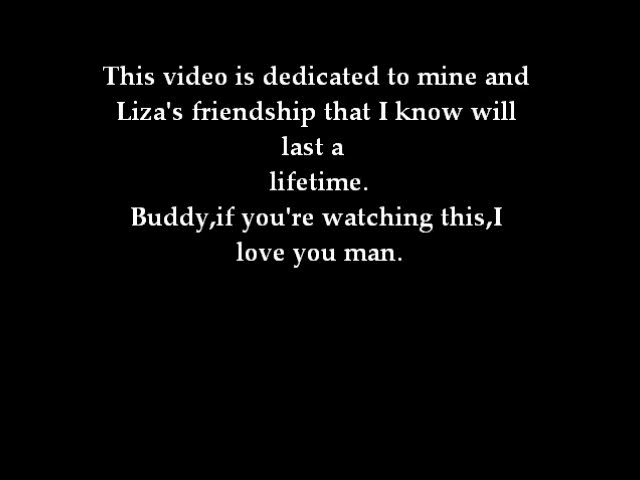 This video is dedicated to mine and
Liza's friendship that I know will
last a
lifetime.
Buddy,if you're watching this,I
love you man.